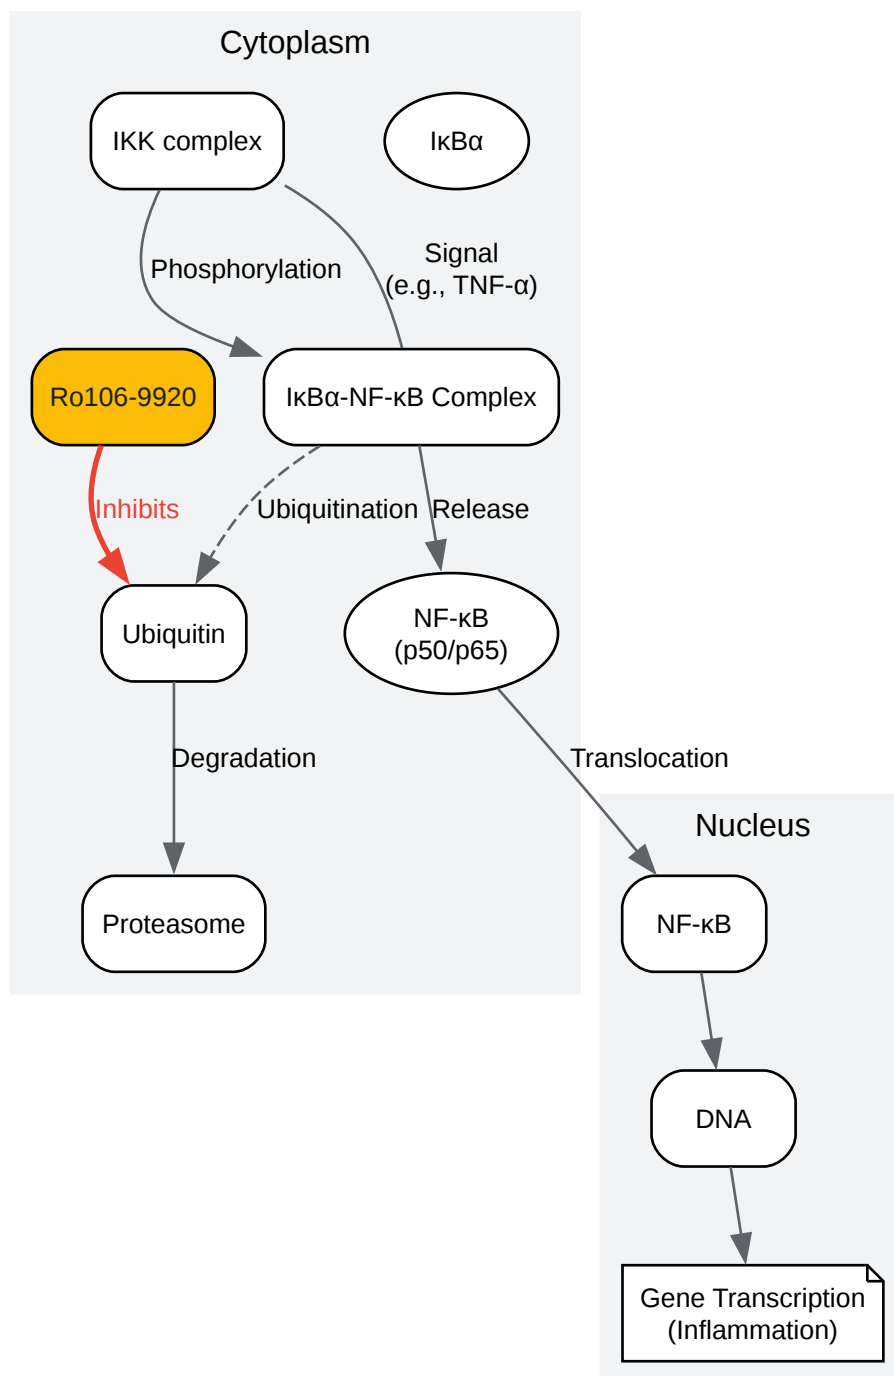 Cytoplasm
IKK complex
IκBα
Phosphorylation
Signal
(e.g., TNF-α)
Ro106-9920
IκBα-NF-κB Complex
Inhibits
Ubiquitination
Release
Ubiquitin
NF-κB
(p50/p65)
Degradation
Translocation
Nucleus
Proteasome
NF-κB
DNA
Gene Transcription
(Inflammation)